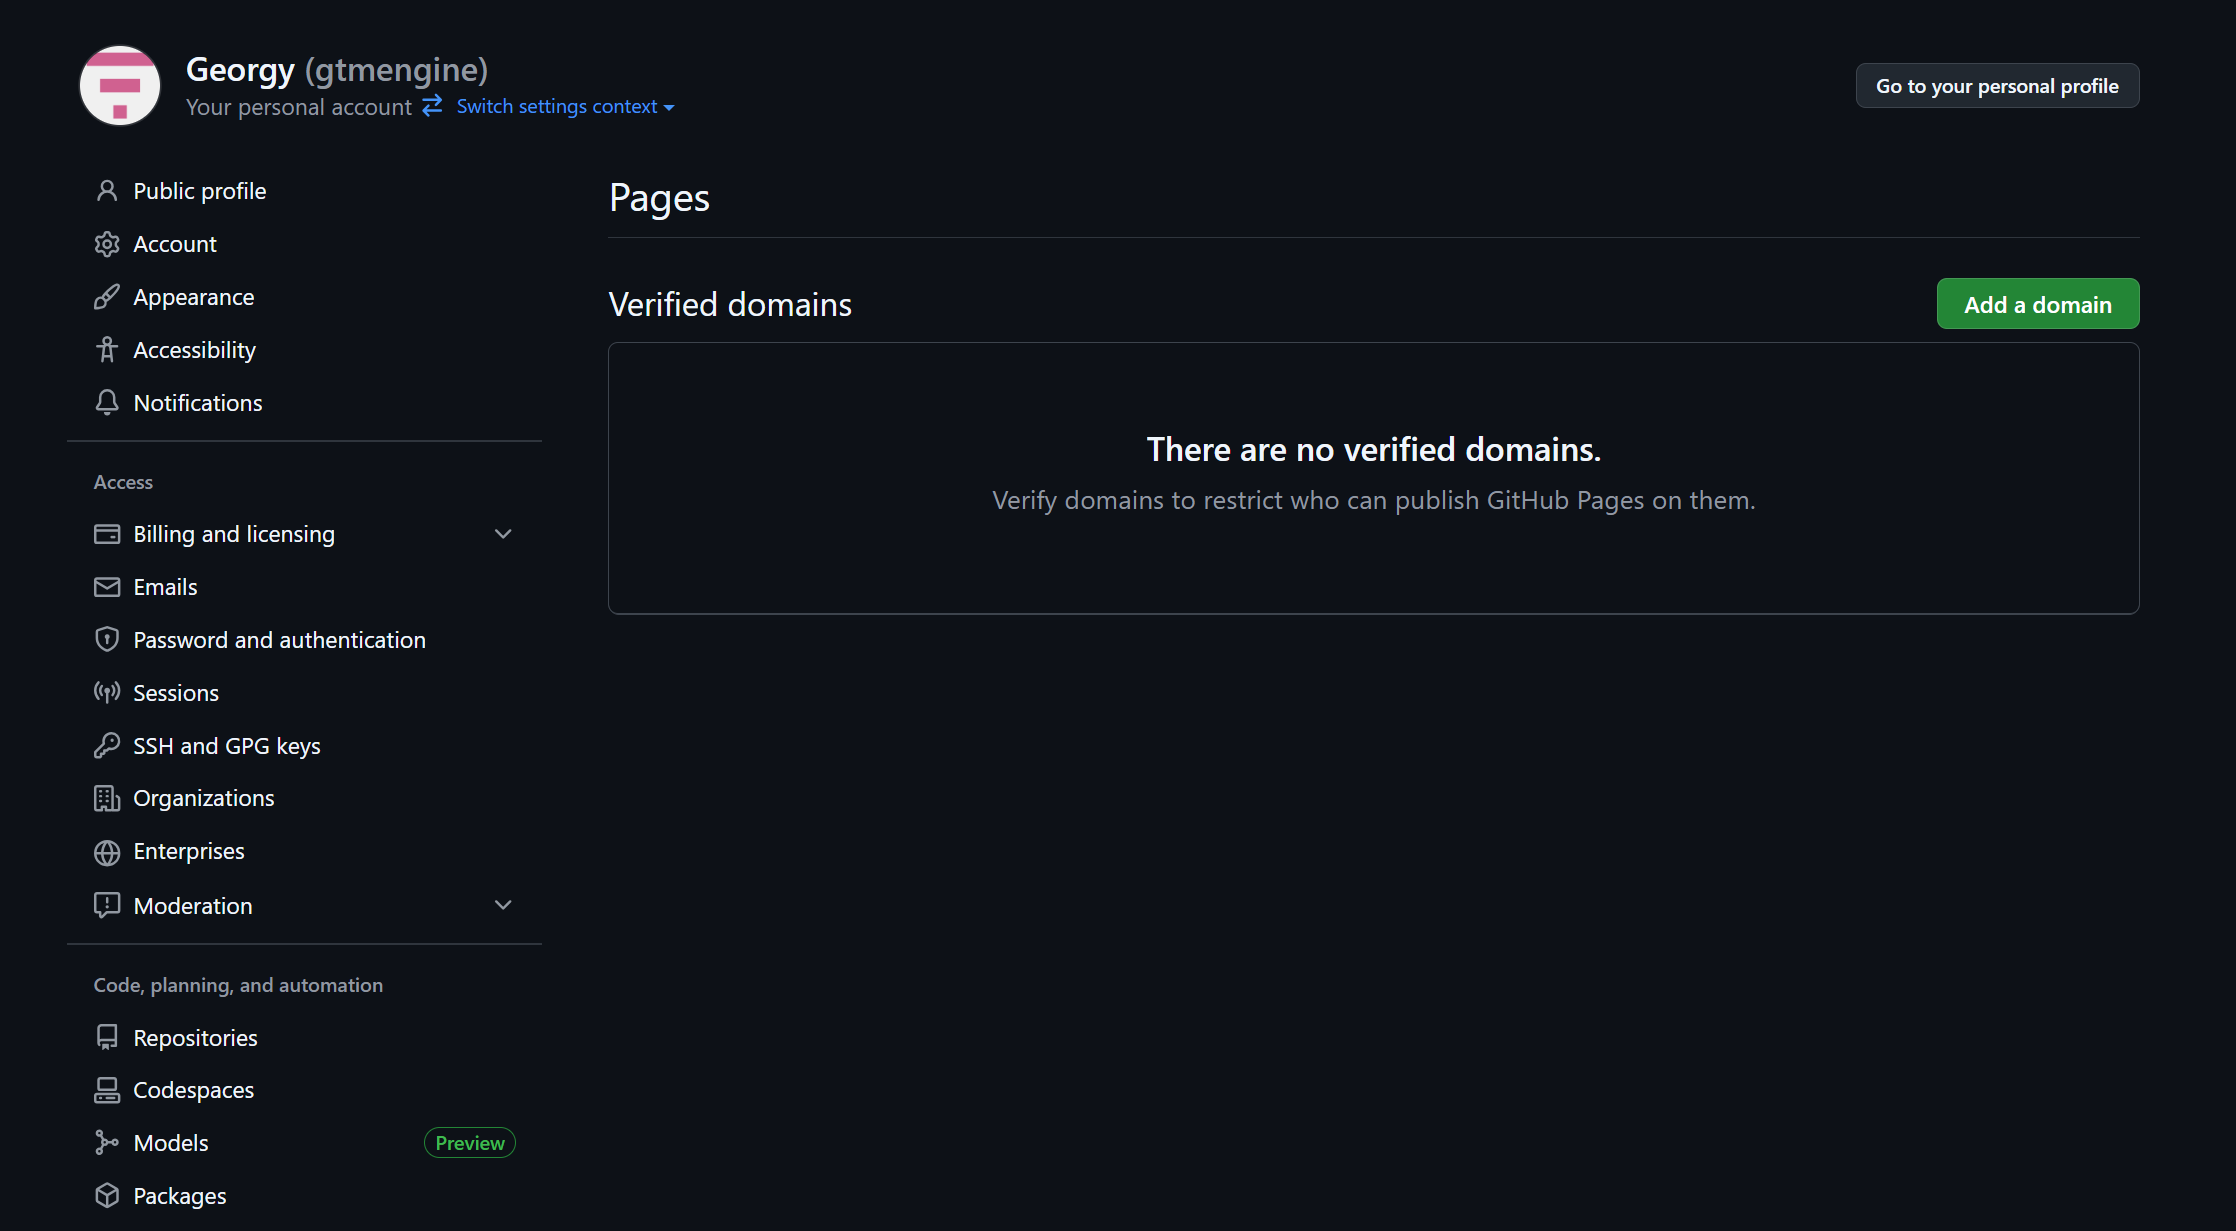 Georgy (gtmengine)
Your personal account Switch settings context
Go to your personal profile
Public profile
Account
Appearance
Accessibility
Notifications
Access
Billing and licensing
Emails
Password and authentication
Sessions
SSH and GPG keys
Organizations
Enterprises
Moderation
Code, planning, and automation
Repositories
Codespaces
Models Preview
Packages
Pages
Verified domains
Add a domain
There are no verified domains.
Verify domains to restrict who can publish GitHub Pages on them.